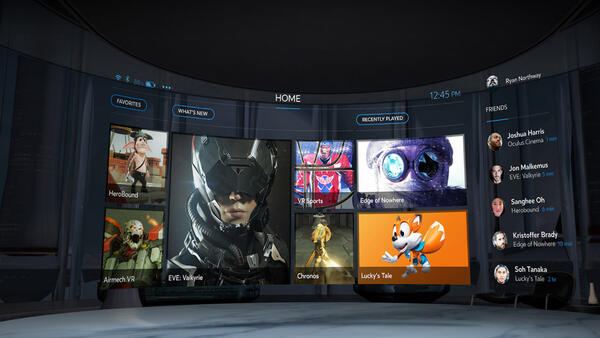 HOME
12:45 PM
Ryan Northway
FAVORITES
WHAT'S NEW
RECENTLY PLAYED
FRIENDS
HeroBound
VR Sports
Edge of Nowhere
Airmech VR
EVE: Valkyrie
Chronos
Lucky's Tale
Joshua Harris
Oculus Cinema 1 min
Jon Malkemus
EVE: Valkyrie 5 min
Sanghee Oh
Herobound 6 min
Kristoffer Brady
Edge of Nowhere 10 min
Soh Tanaka
Lucky's Tale 2 hr